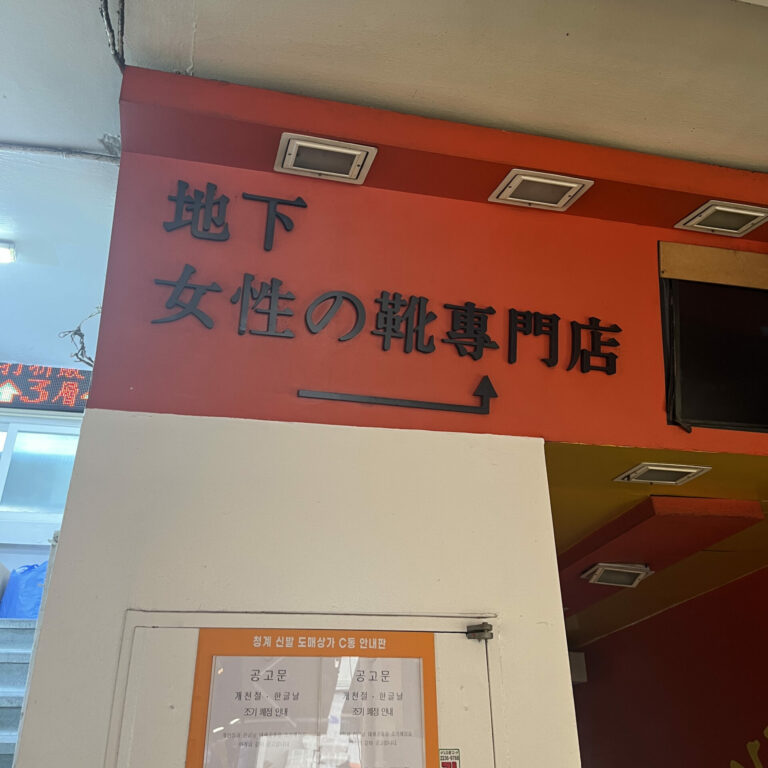 地下
女性の靴専門店
3層
청계 신발 도매상가 C동 안내판
공고문
개천절 · 한글날
조기 폐점 안내
공고문
개천절 · 한글날
조기 폐점 안내